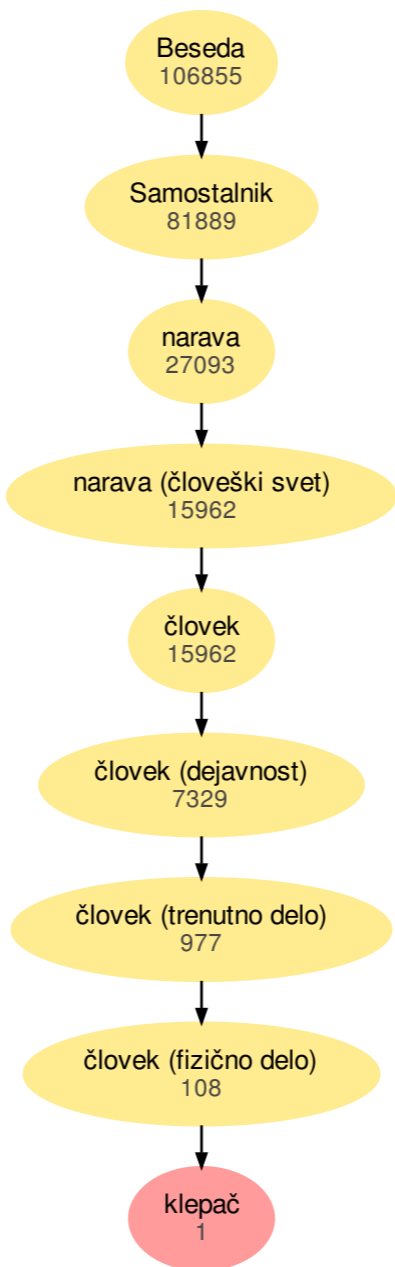 Beseda
106855
Samostalnik
81889
narava
27093
narava (človeški svet)
15962
človek
15962
človek (dejavnost)
7329
človek (trenutno delo)
977
človek (fizično delo)
108
klepač
1